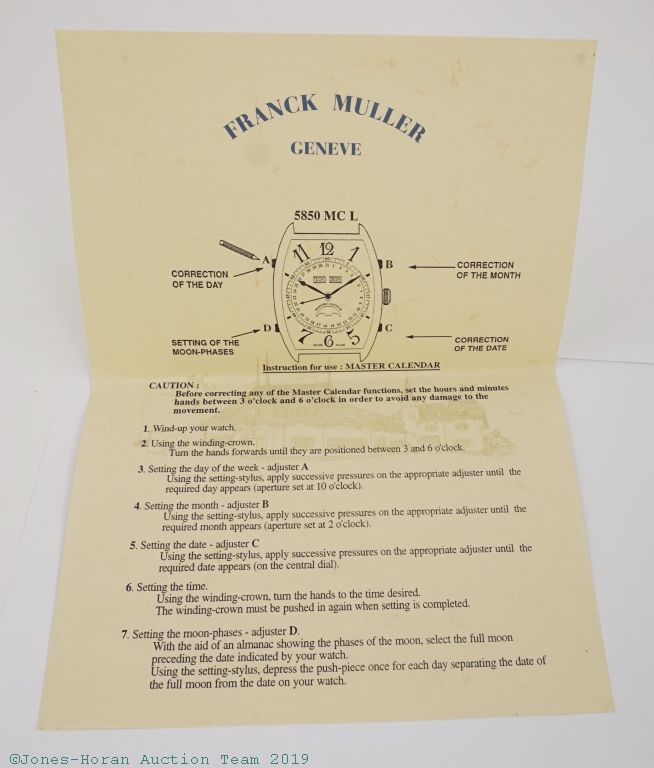 FRANCK MULLER
GENEVE
5850 MC L
A
B
CORRECTION
OF THE DAY
CORRECTION
OF THE MONTH
11 12 1
D
C
SETTING OF THE
MOON-PHASES
CORRECTION
OF THE DATE
7 6 5
Instruction for use : MASTER CALENDAR
CAUTION :
Before correcting any of the Master Calendar functions, set the hours and minutes
hands between 3 o'clock and 6 o'clock in order to avoid any damage to the
movement.
1. Wind-up your watch.
2. Using the winding-crown.
Turn the hands forwards until they are positioned between 3 and 6 o'clock.
3. Setting the day of the week - adjuster A
Using the setting-stylus, apply successive pressures on the appropriate adjuster until the
required day appears (aperture set at 10 o'clock).
4. Setting the month - adjuster B
Using the setting-stylus, apply successive pressures on the appropriate adjuster until the
required month appears (aperture set at 2 o'clock).
5. Setting the date - adjuster C
Using the setting-stylus, apply successive pressures on the appropriate adjuster until the
required date appears (on the central dial).
6. Setting the time.
Using the winding-crown, turn the hands to the time desired.
The winding-crown must be pushed in again when setting is completed.
7. Setting the moon-phases - adjuster D.
With the aid of an almanac showing the phases of the moon, select the full moon
preceding the date indicated by your watch.
Using the setting-stylus, depress the push-piece once for each day separating the date of
the full moon from the date on your watch.
©Jones-Horan Auction Team 2019